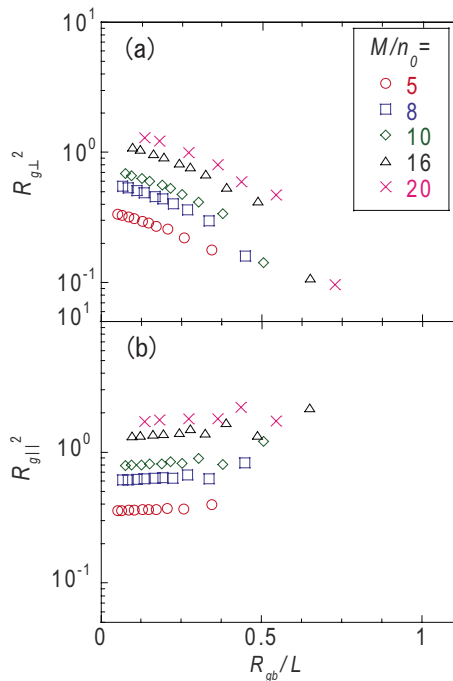 (a)
M/n₀=
5
8
10
16
20
10¹
10⁰
10⁻¹
R_g⊥²
10¹
(b)
10⁰
10⁻¹
R_g||²
0
0.5
1
R_gb/L